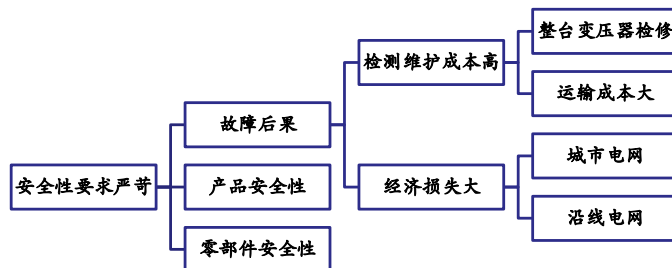 整台变压器检修
检测维护成本高
运输成本大
故障后果
城市电网
安全性要求严苛
产品安全性
经济损失大
沿线电网
零部件安全性